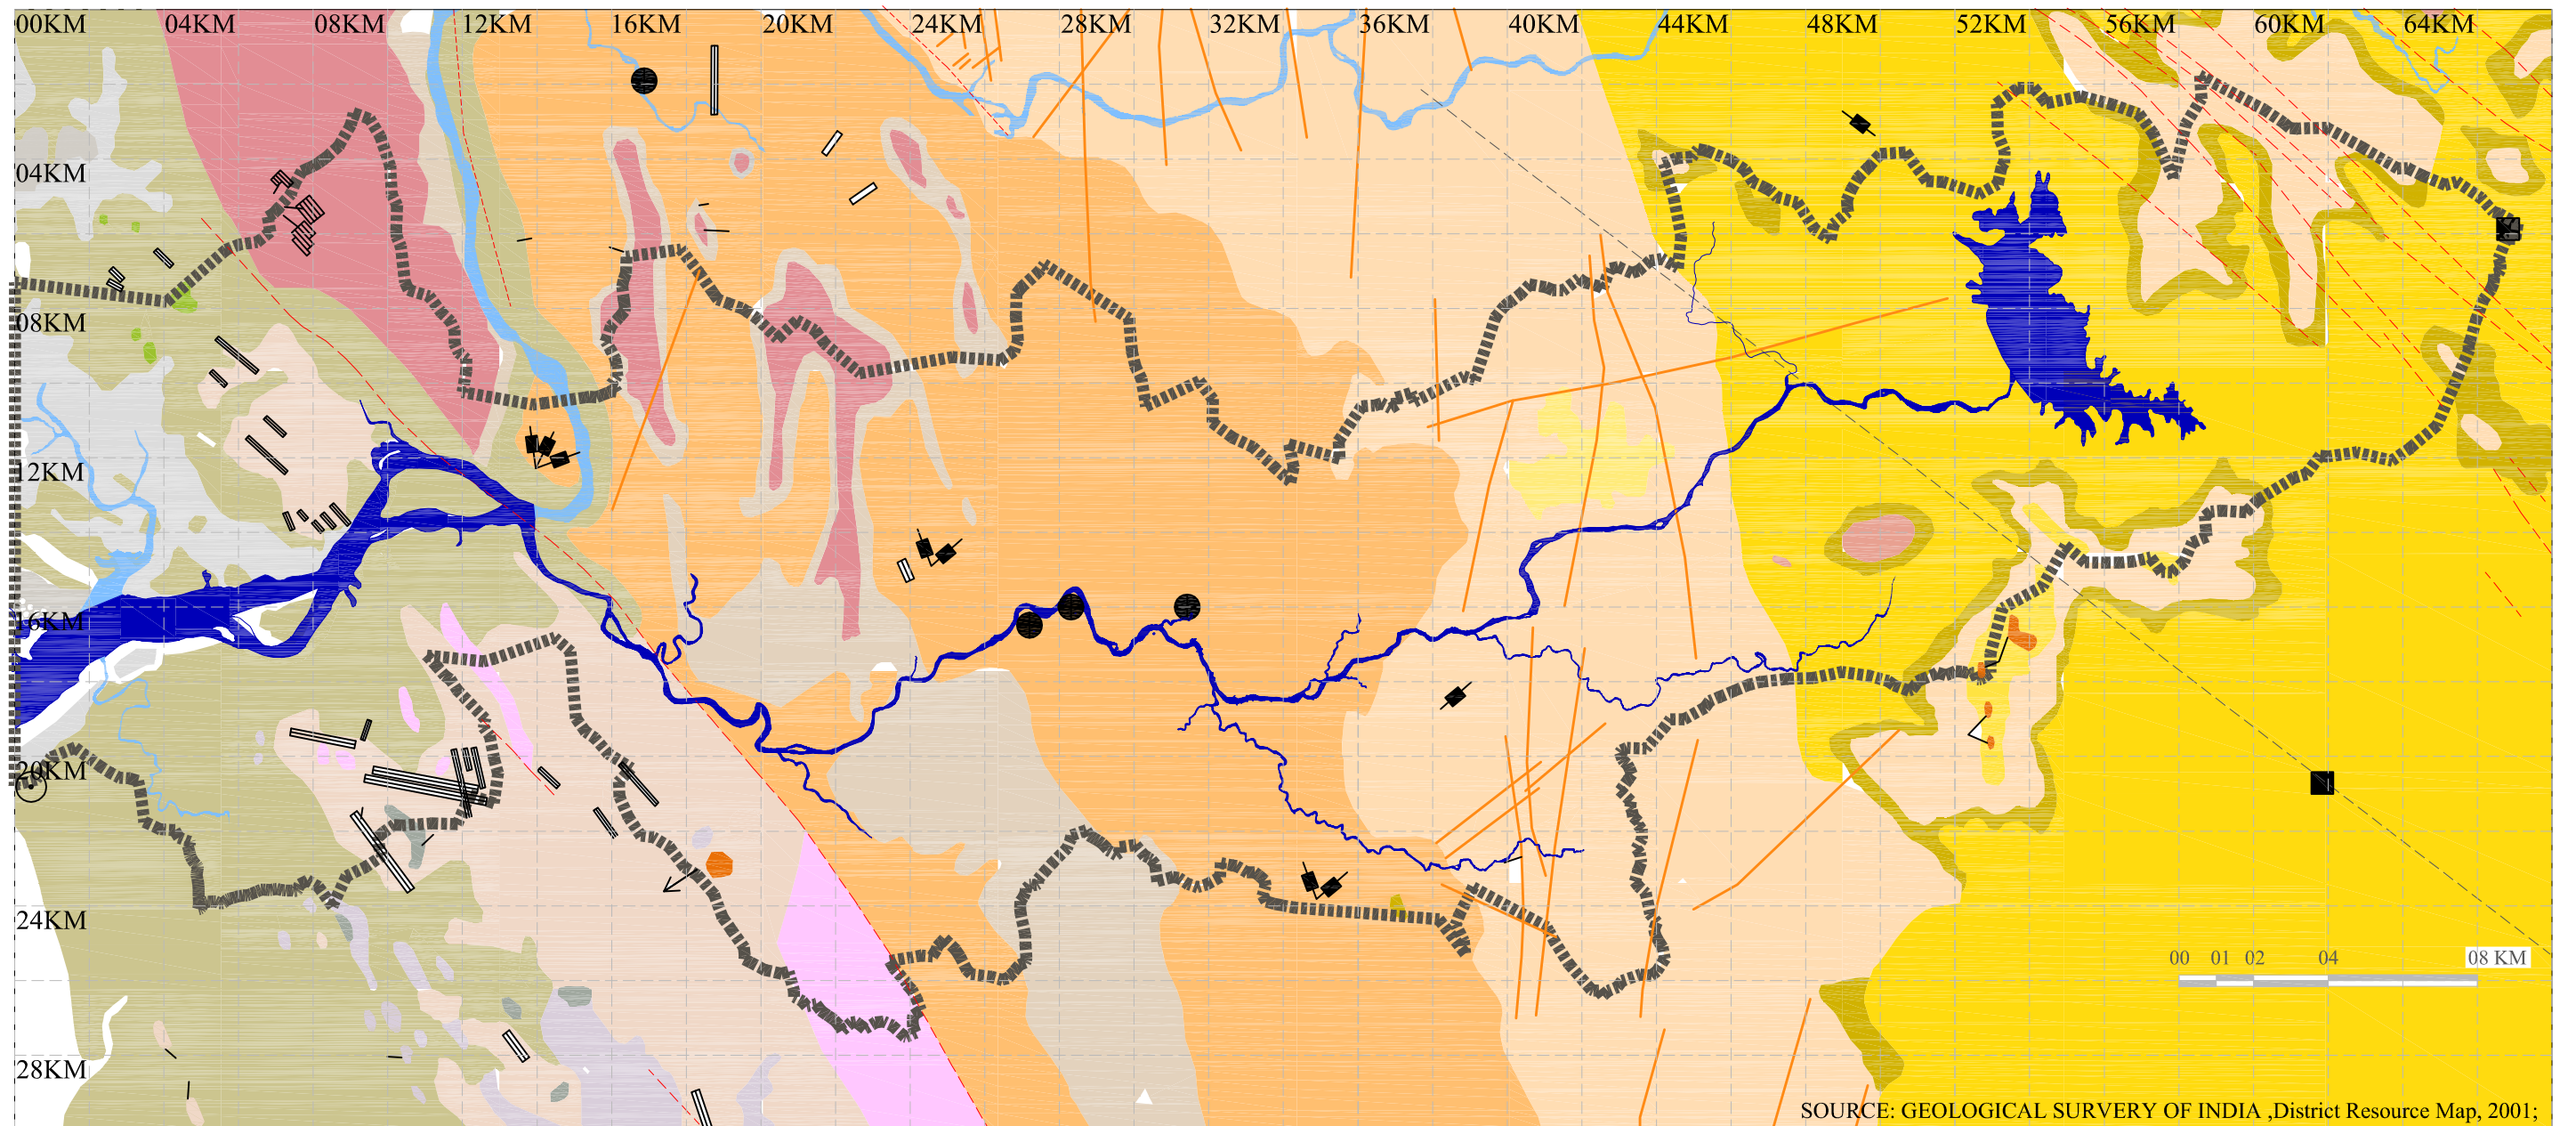 00KM 04KM 08KM 12KM 16KM 20KM 24KM 28KM 32KM 36KM 40KM 44KM 48KM 52KM 56KM 60KM 64KM
04KM
08KM
12KM
16KM
20KM
24KM
28KM
00 01 02 04 08 KM
SOURCE: GEOLOGICAL SURVERY OF INDIA ,District Resource Map, 2001;